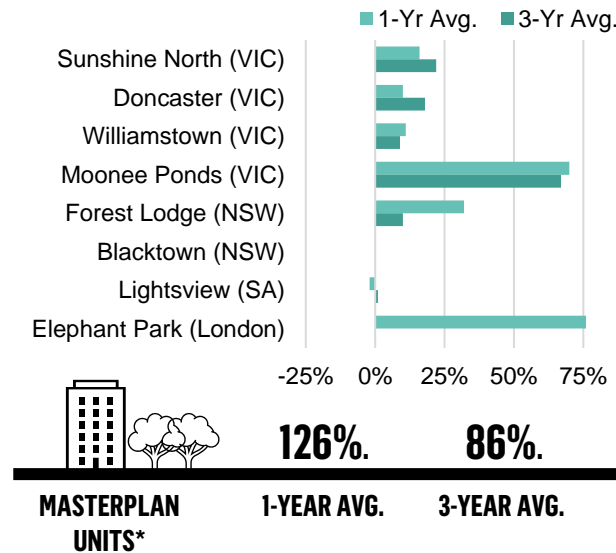 1-Yr Avg. 3-Yr Avg.
Sunshine North (VIC)
Doncaster (VIC)
Williamstown (VIC)
Moonee Ponds (VIC)
Forest Lodge (NSW)
Blacktown (NSW)
Lightsview (SA)
Elephant Park (London)
-25% 0% 25% 50% 75%
126%. 86%.
MASTERPLAN 1-YEAR AVG. 3-YEAR AVG.
UNITS*